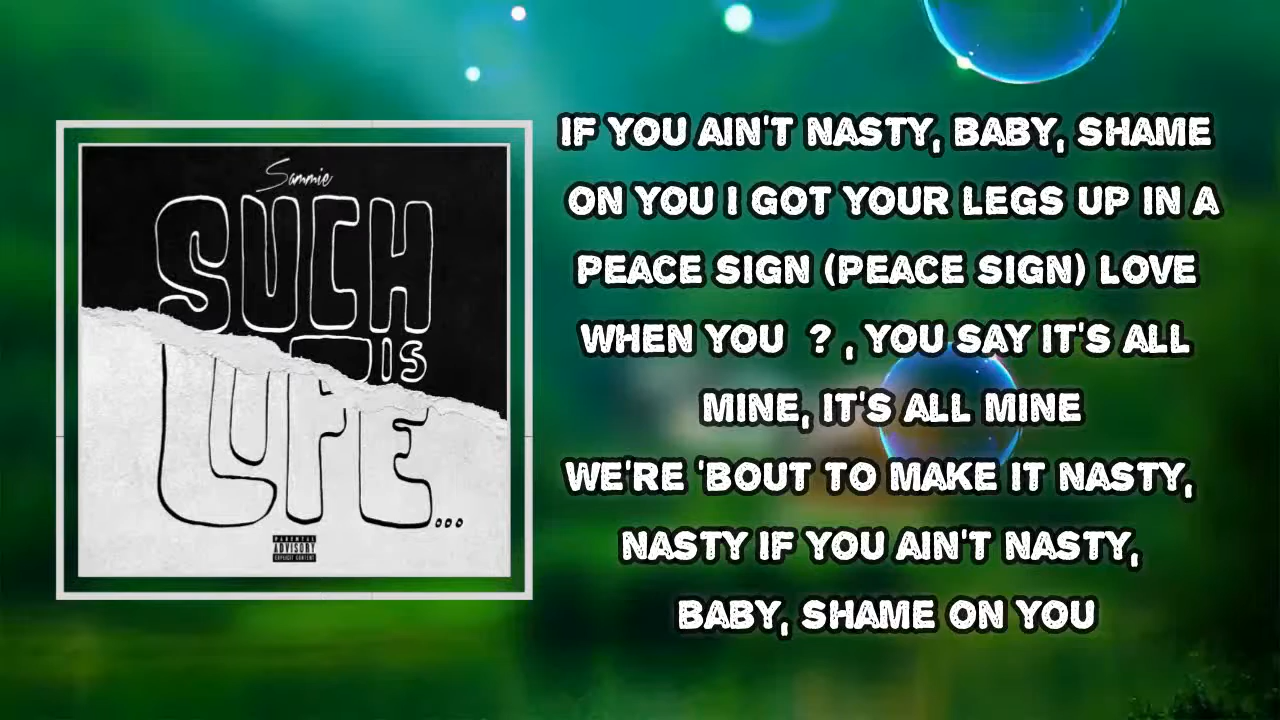 Sammie
SUCH
IS
LIFE...
PARENTAL
ADVISORY
EXPLICIT CONTENT
IF YOU AIN'T NASTY, BABY, SHAME
ON YOU I GOT YOUR LEGS UP IN A
PEACE SIGN (PEACE SIGN) LOVE
WHEN YOU ? , YOU SAY IT'S ALL
MINE, IT'S ALL MINE
WE'RE 'BOUT TO MAKE IT NASTY,
NASTY IF YOU AIN'T NASTY,
BABY, SHAME ON YOU